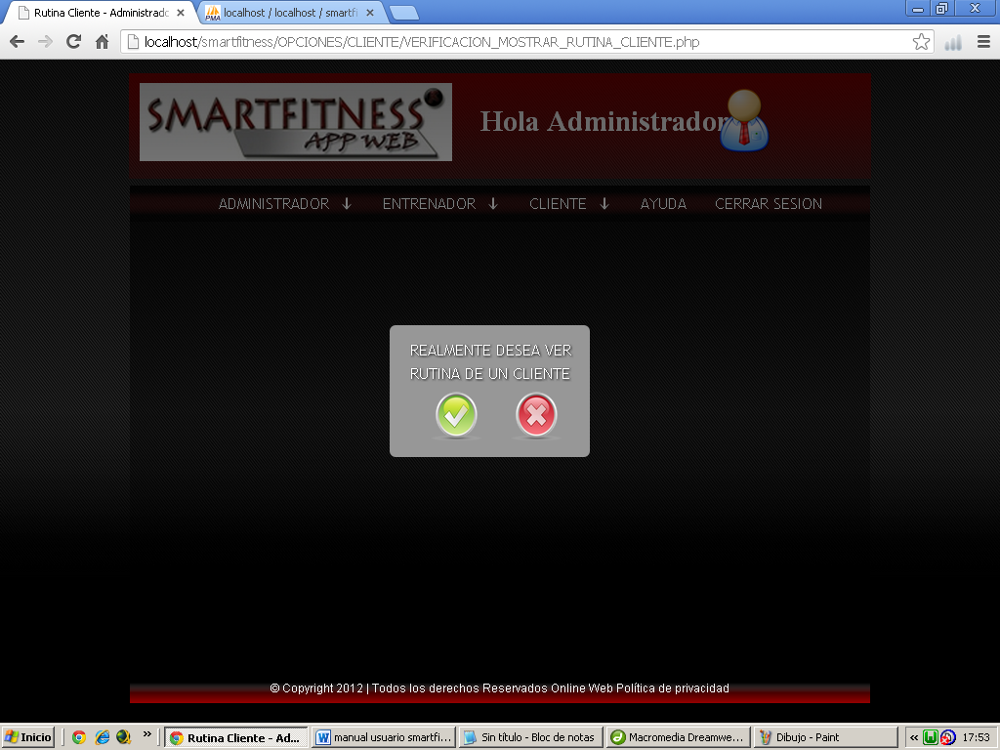 Rutina Cliente - Administrado
localhost / localhost / smartfi
localhost/smartfitness/OPCIONES/CLIENTE/VERIFICACION_MOSTRAR_RUTINA_CLIENTE.php
SMARTFITNESS
APP WEB
Hola Administrador
ADMINISTRADOR ↓ ENTRENADOR ↓ CLIENTE ↓ AYUDA CERRAR SESION
REALMENTE DESEA VER
RUTINA DE UN CLIENTE
© Copyright 2012 | Todos los derechos Reservados Online Web Política de privacidad
Inicio » Rutina Cliente - Ad... manual usuario smartfi... Sin título - Bloc de notas Macromedia Dreamwe... Dibujo - Paint « 17:53